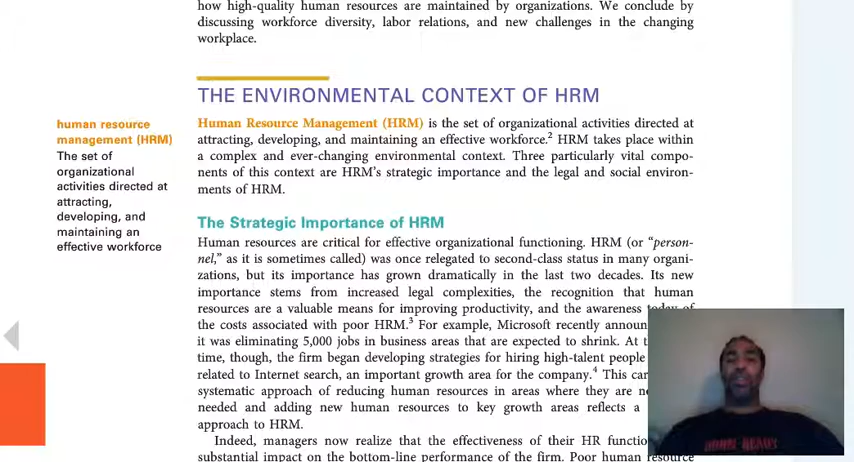 how high-quality human resources are maintained by organizations. We conclude by
discussing workforce diversity, labor relations, and new challenges in the changing
workplace.
THE ENVIRONMENTAL CONTEXT OF HRM
human resource
management (HRM)
The set of
organizational
activities directed at
attracting,
developing, and
maintaining an
effective workforce
Human Resource Management (HRM) is the set of organizational activities directed at
attracting, developing, and maintaining an effective workforce.2 HRM takes place within
a complex and ever-changing environmental context. Three particularly vital compo-
nents of this context are HRM's strategic importance and the legal and social environ-
ments of HRM.
The Strategic Importance of HRM
Human resources are critical for effective organizational functioning. HRM (or "person-
nel," as it is sometimes called) was once relegated to second-class status in many organi-
zations, but its importance has grown dramatically in the last two decades. Its new
importance stems from increased legal complexities, the recognition that human
resources are a valuable means for improving productivity, and the awareness today of
the costs associated with poor HRM.3 For example, Microsoft recently announ
it was eliminating 5,000 jobs in business areas that are expected to shrink. At t
time, though, the firm began developing strategies for hiring high-talent people
related to Internet search, an important growth area for the company.4 This car
systematic approach of reducing human resources in areas where they are n
needed and adding new human resources to key growth areas reflects a
approach to HRM.
Indeed, managers now realize that the effectiveness of their HR functio
substantial impact on the bottom-line performance of the firm. Poor human resource